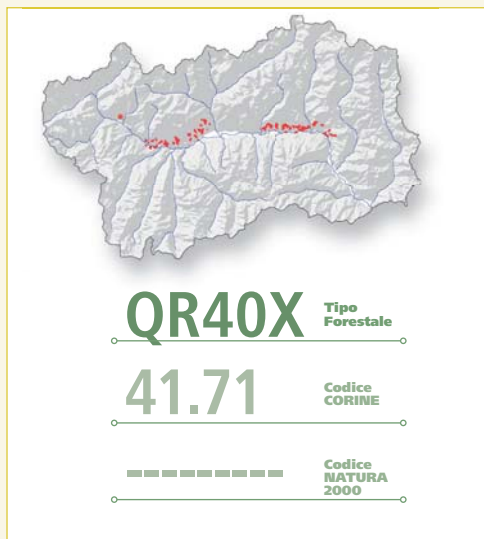 QR40X
Tipo
Forestale
41.71
Codice
CORINE
---------
Codice
NATURA
2000